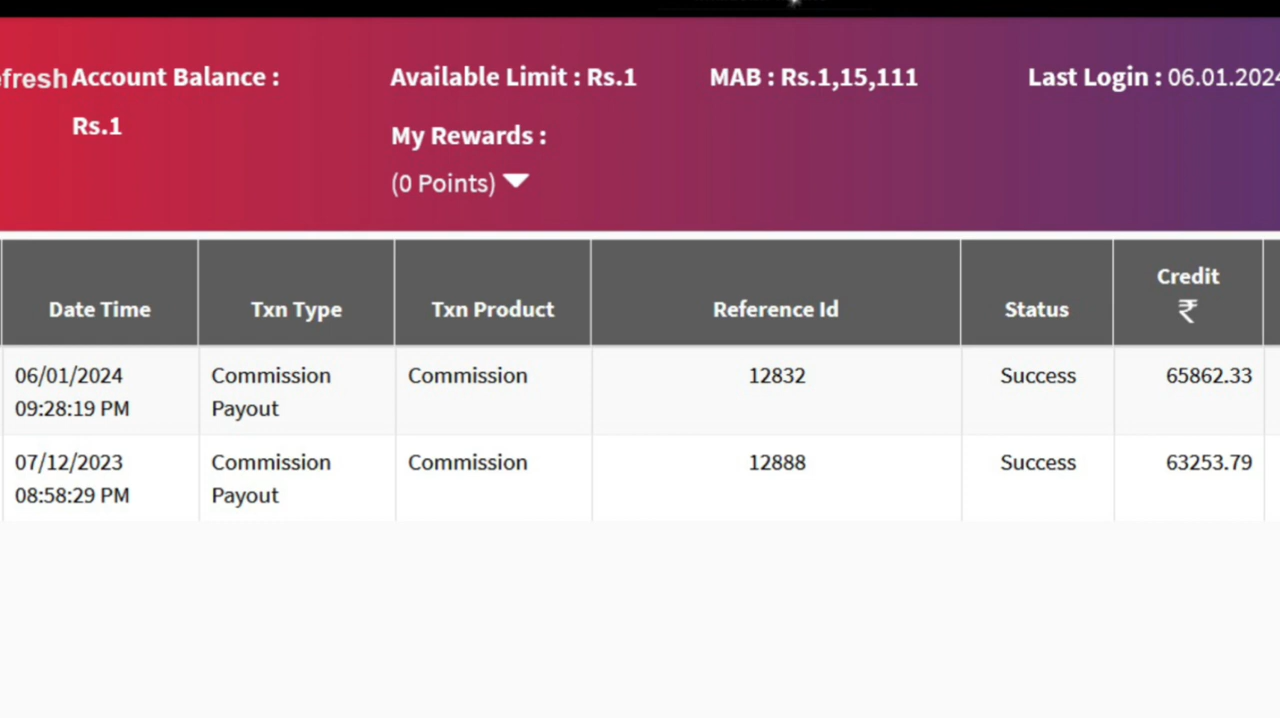 efresh Account Balance : Available Limit : Rs.1 MAB : Rs.1,15,111 Last Login : 06.01.2024
Rs.1 My Rewards :
(0 Points)
Date Time Txn Type Txn Product Reference Id Status Credit ₹
06/01/2024 Commission Commission 12832 Success 65862.33
09:28:19 PM Payout
07/12/2023 Commission Commission 12888 Success 63253.79
08:58:29 PM Payout